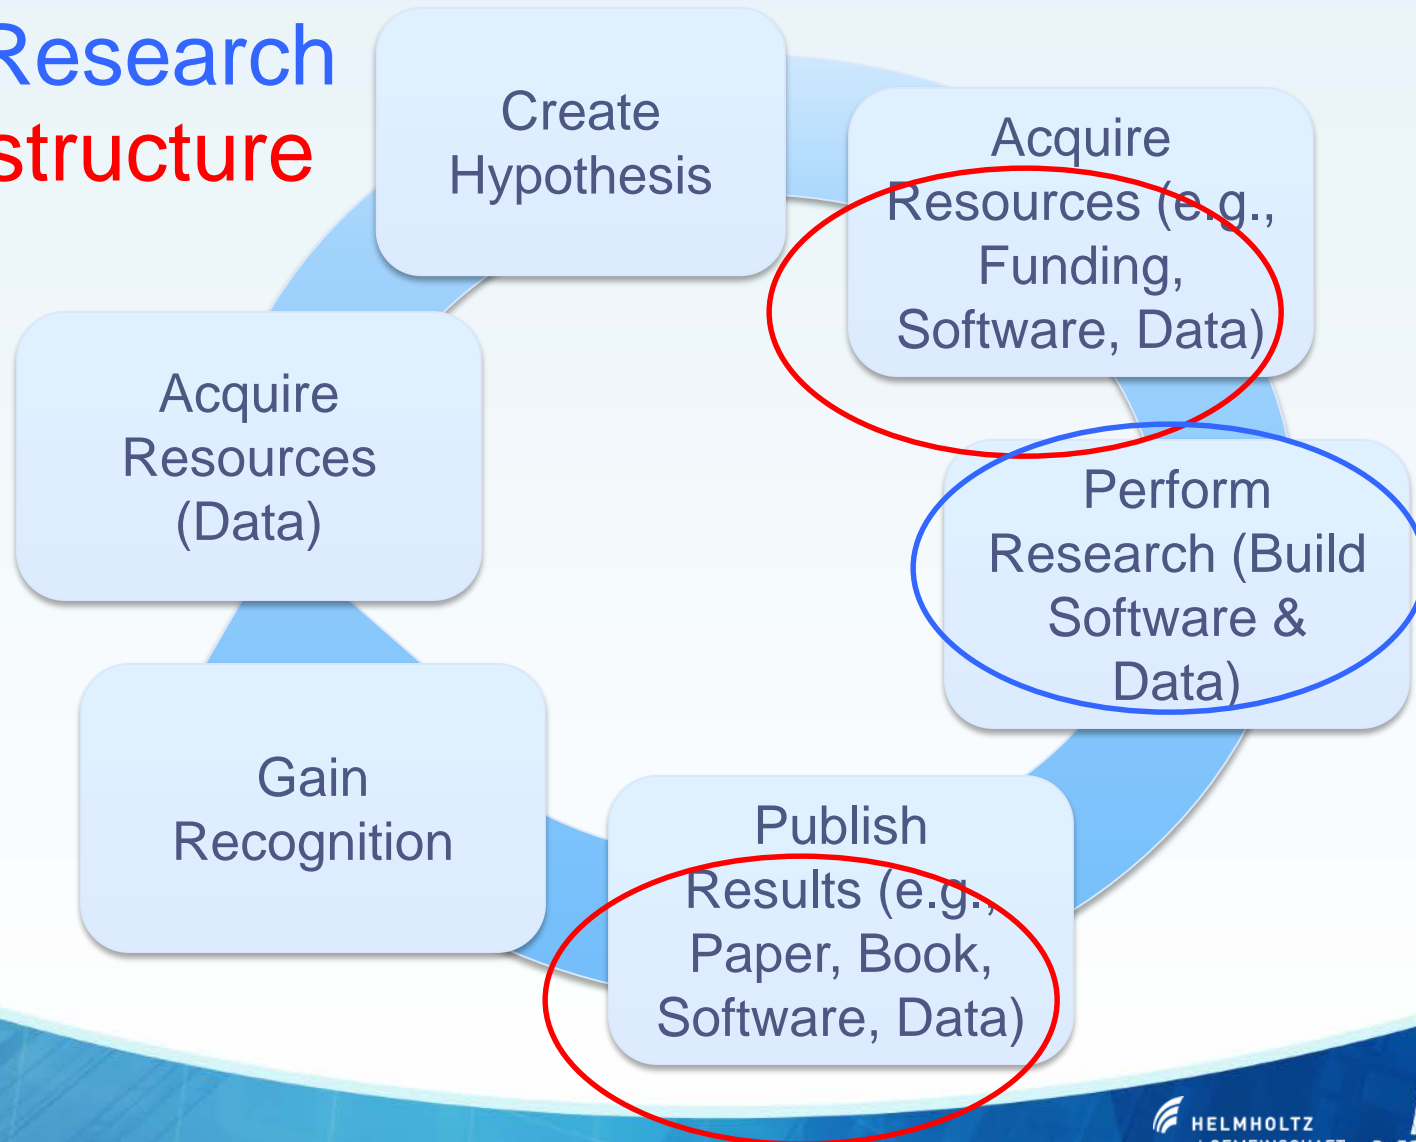 Research
structure
Create
Hypothesis
Acquire
Resources (e.g.,
Funding,
Software, Data)
Perform
Research (Build
Software &
Data)
Publish
Results (e.g.,
Paper, Book,
Software, Data)
Gain
Recognition
Acquire
Resources
(Data)
HELMHOLTZ